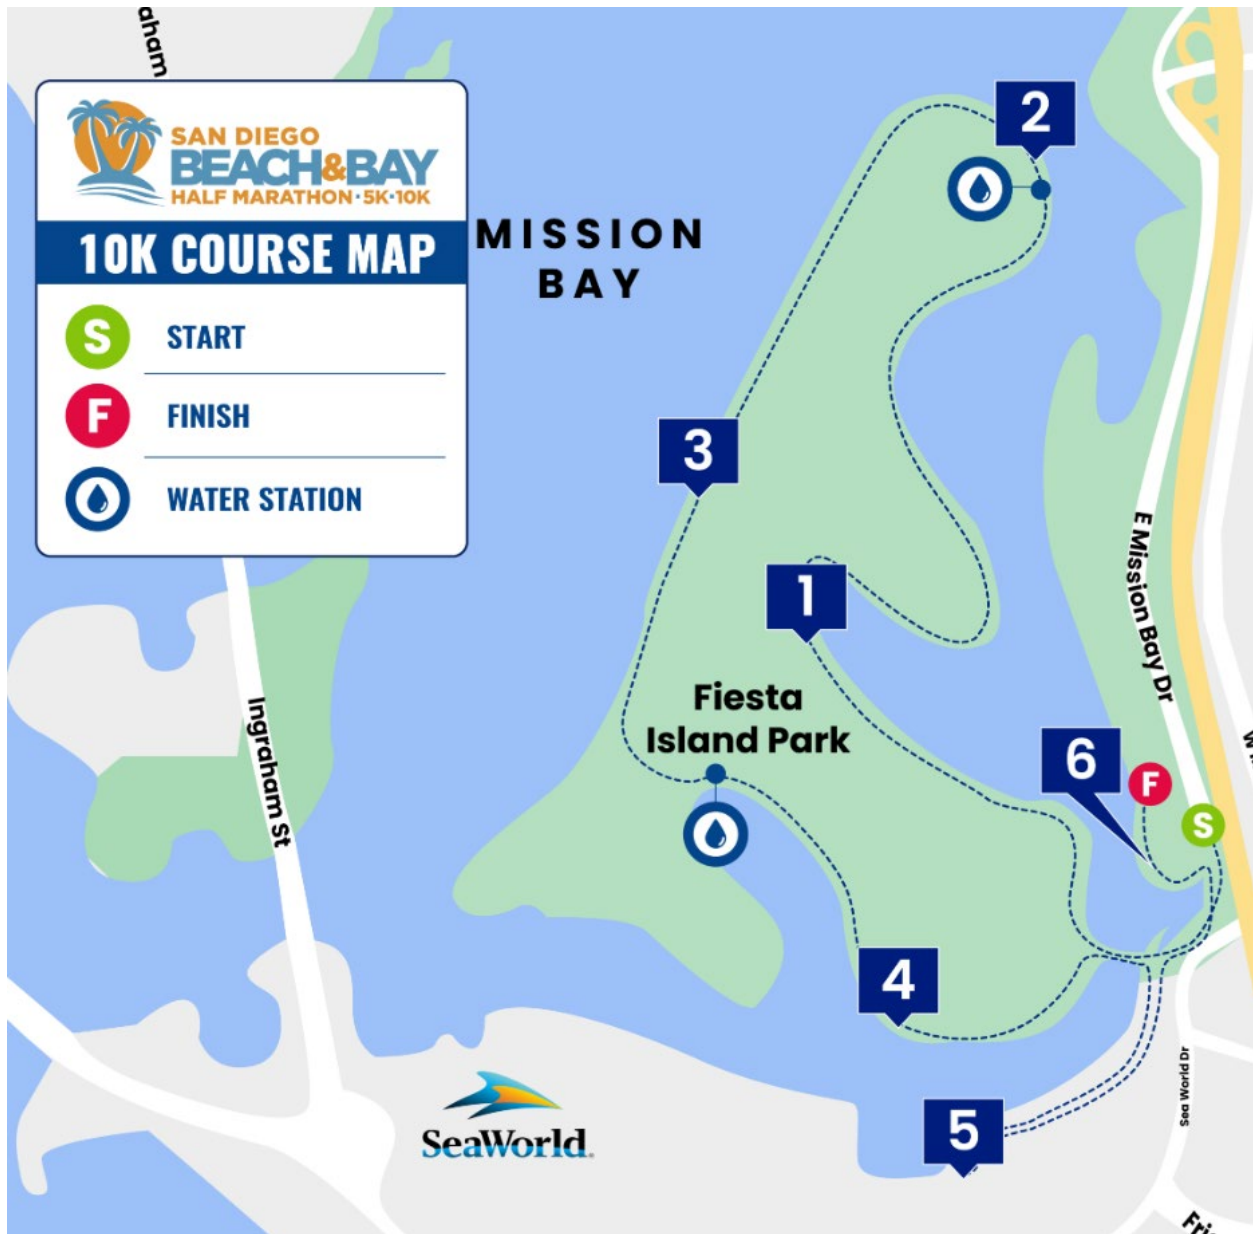 aham
SAN DIEGO
BEACH&BAY
HALF MARATHON·5K·10K
10K COURSE MAP
S START
F FINISH
WATER STATION
MISSION
BAY
2
3
1
Fiesta
Island Park
E Mission Bay Dr
6
F
S
Ingraham St
4
Sea World Dr
5
SeaWorld